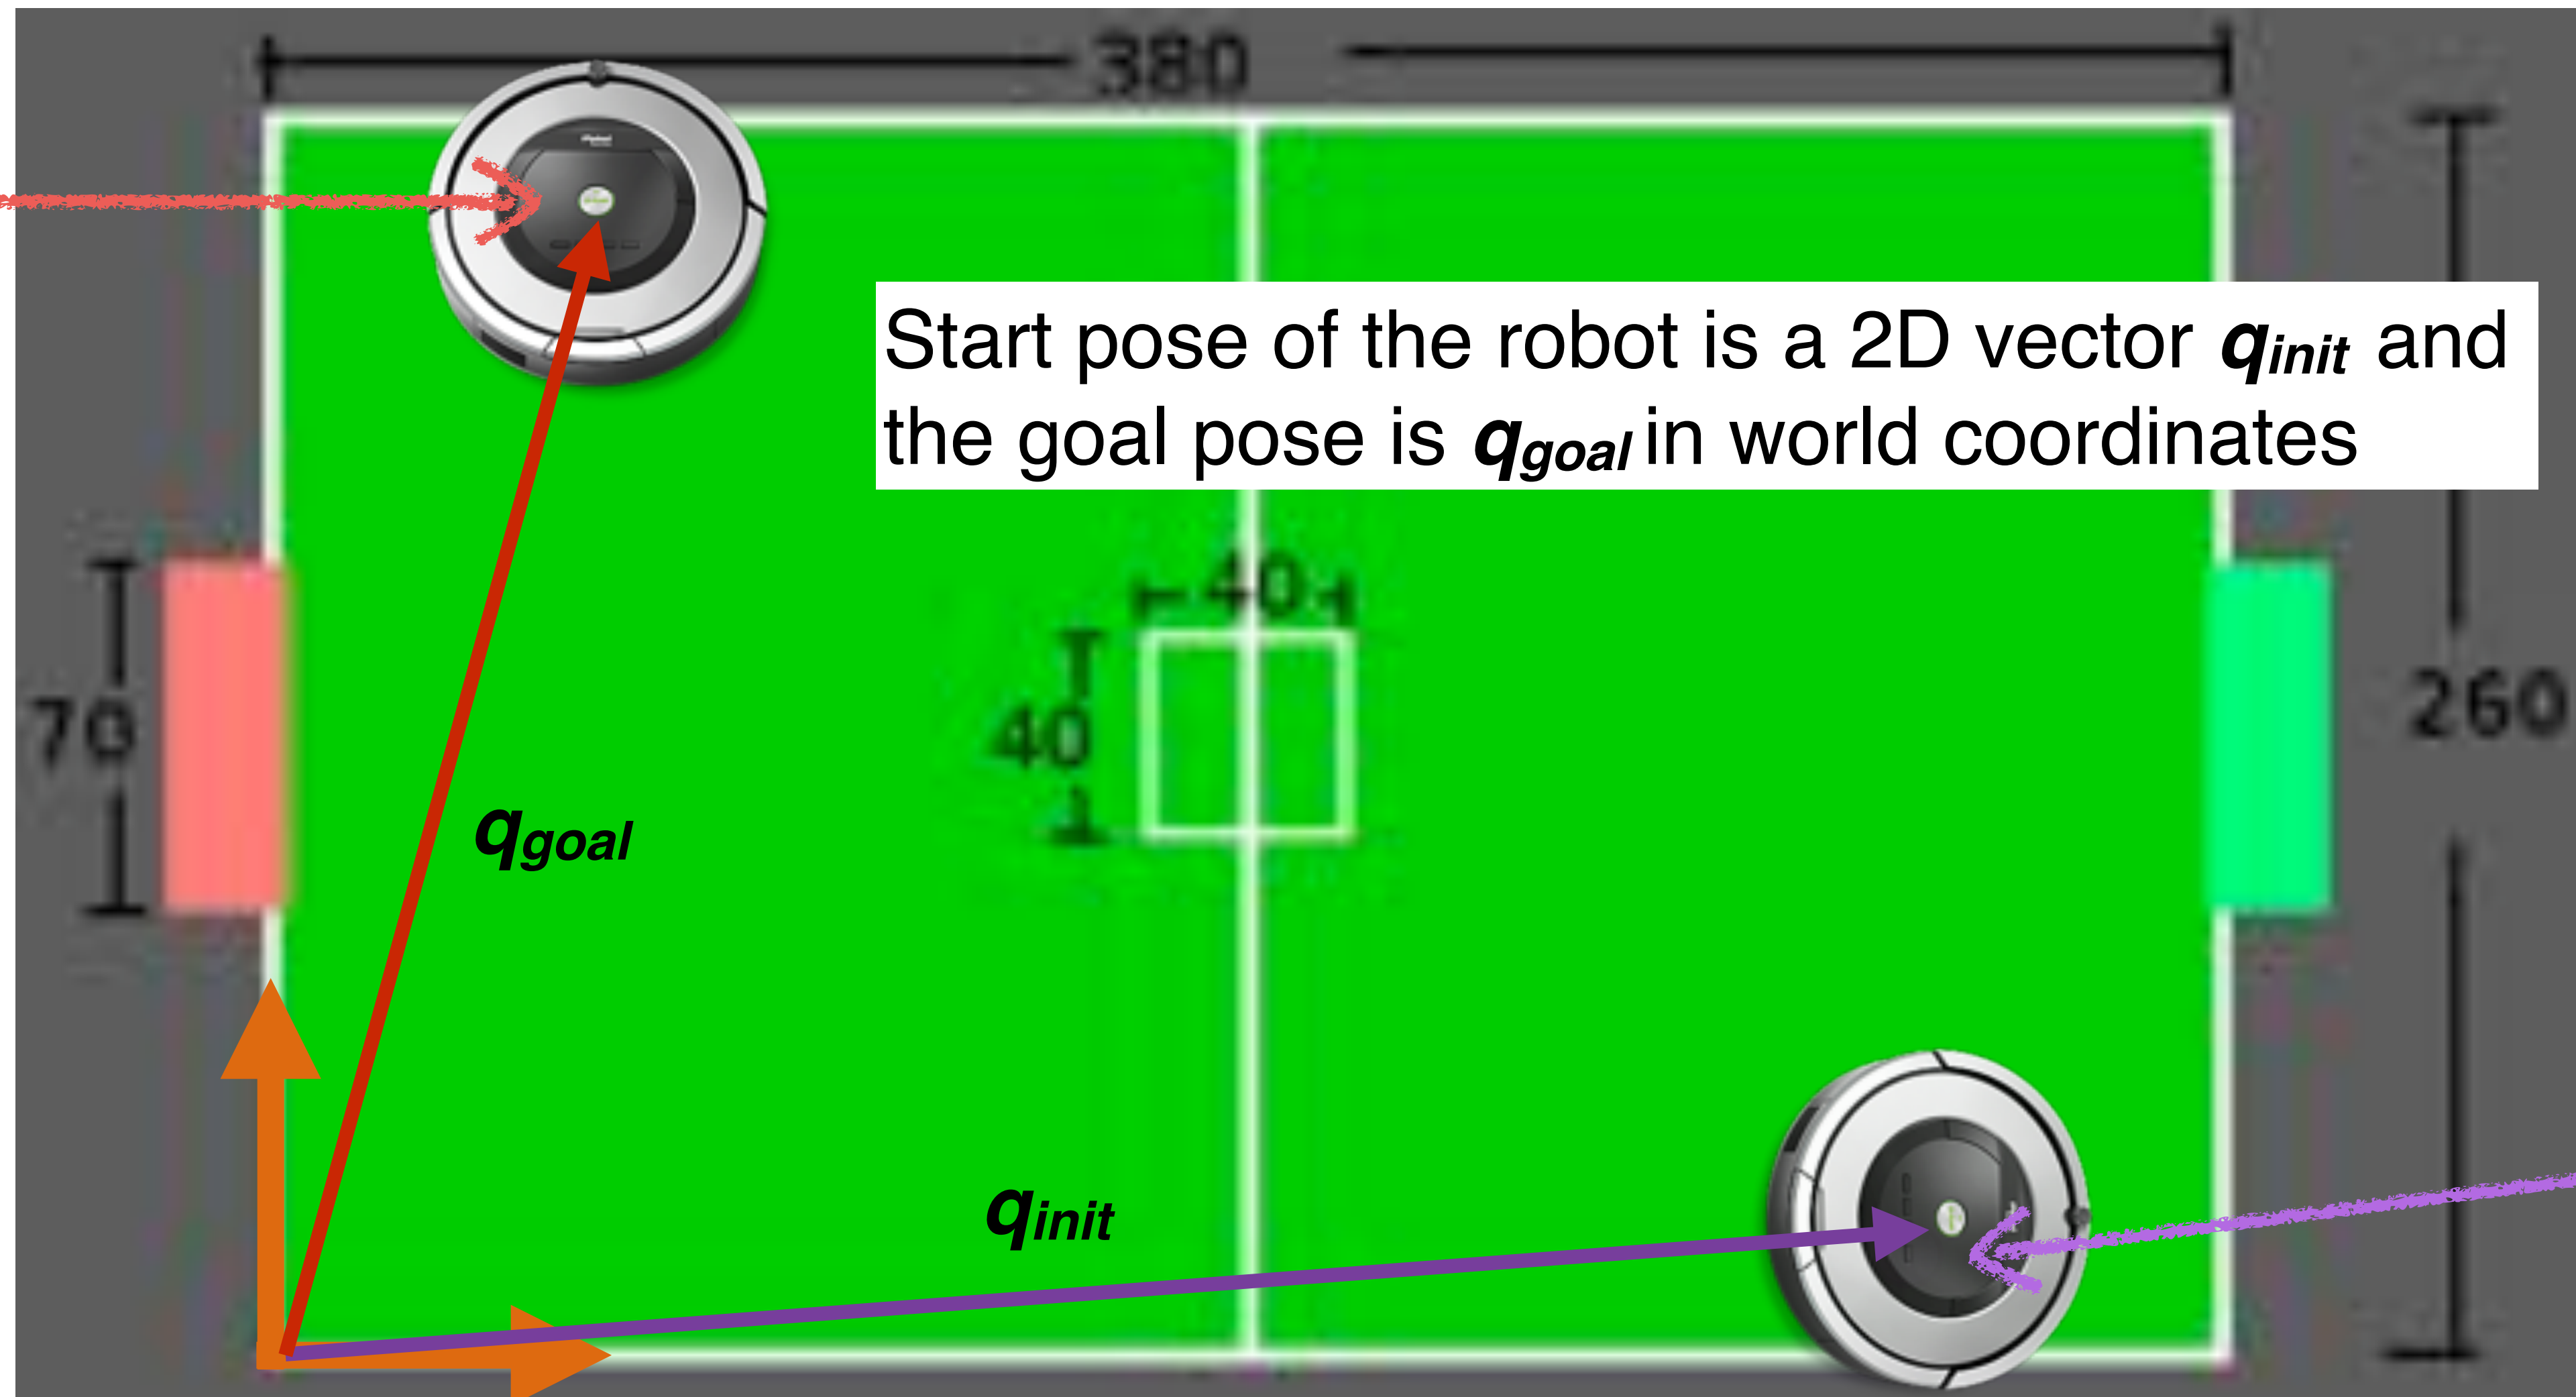 380
Start pose of the robot is a 2D vector qinit and
the goal pose is qgoal in world coordinates
40
70
40
260
qgoal
qinit